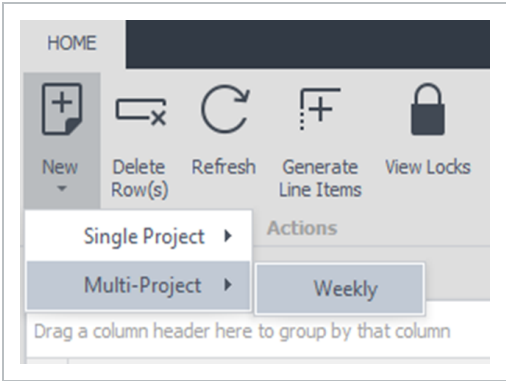 HOME
New
Delete
Row(s)
Refresh
Generate
Line Items
View Locks
Actions
Single Project
Multi-Project
Weekly
Drag a column header here to group by that column